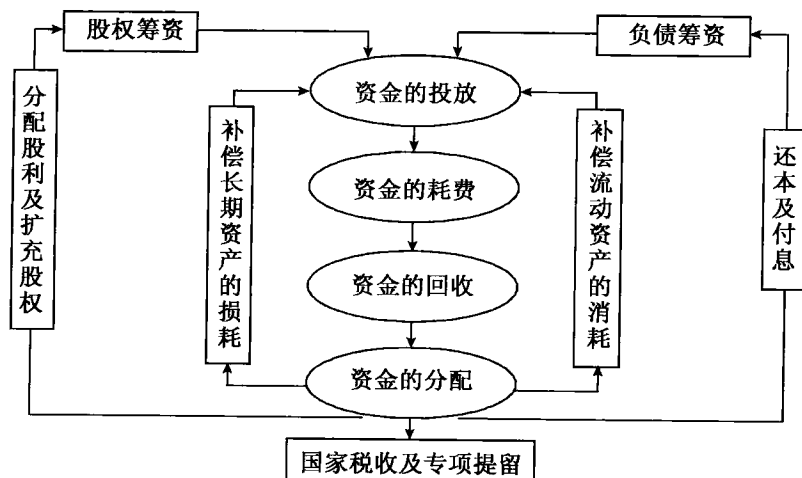 股权筹资
负债筹资
资金的投放
分配股利及扩充股权
补偿长期资产的损耗
资金的耗费
补偿流动资产的消耗
还本及付息
资金的回收
资金的分配
国家税收及专项提留